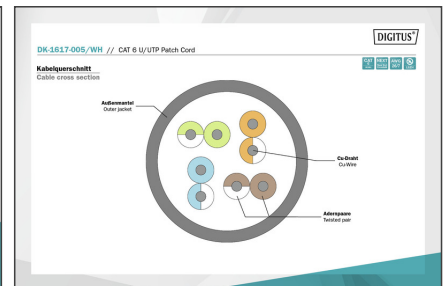 DIGITUS®
DK-1617-005/WH // CAT 6 U/UTP Patch Cord
Kabelquerschnitt
Cable cross section
Außenmantel
Outer jacket
Cu-Draht
Cu-Wire
Adernpaare
Twisted pair